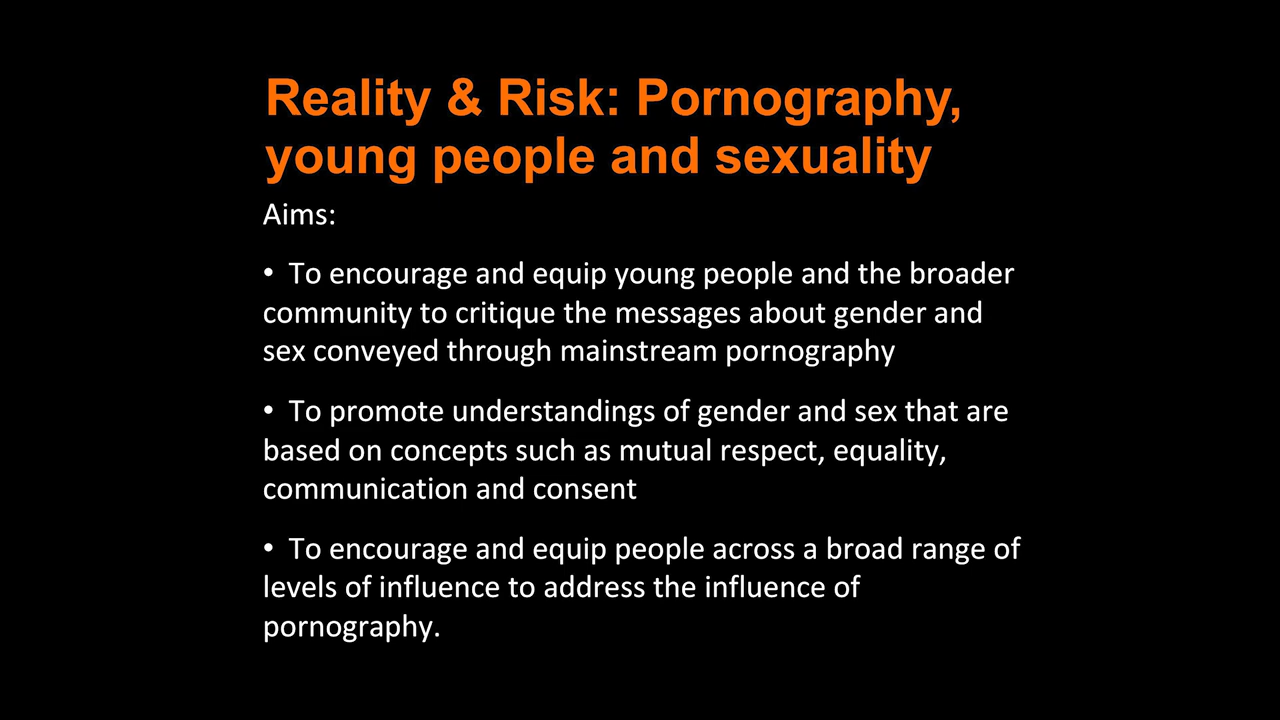 Reality & Risk: Pornography,
young people and sexuality
Aims:
• To encourage and equip young people and the broader
community to critique the messages about gender and
sex conveyed through mainstream pornography
• To promote understandings of gender and sex that are
based on concepts such as mutual respect, equality,
communication and consent
• To encourage and equip people across a broad range of
levels of influence to address the influence of
pornography.